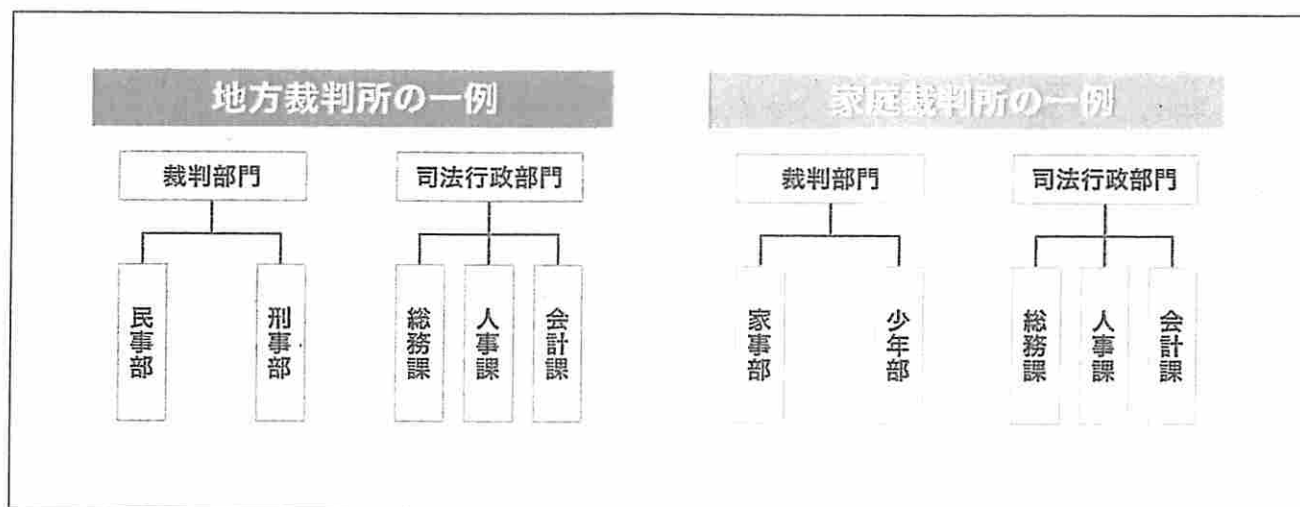 地方裁判所の一例
裁判部門
司法行政部門
民事部
刑事部
総務課
人事課
会計課
家庭裁判所の一例
裁判部門
司法行政部門
家事部
少年部
総務課
人事課
会計課